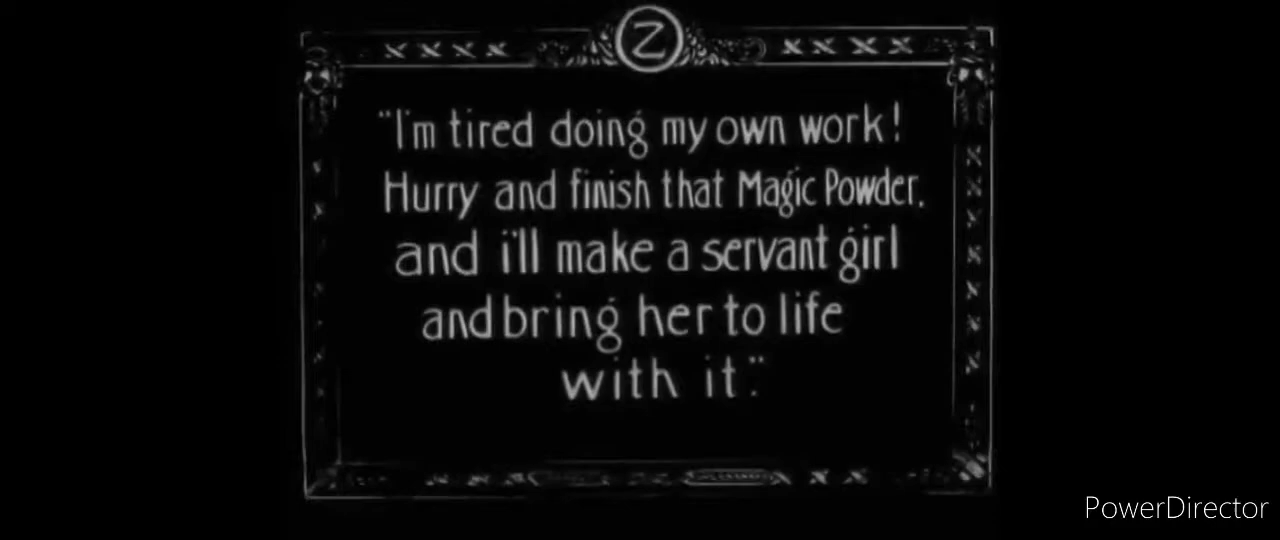 Z
"I'm tired doing my own work!
Hurry and finish that Magic Powder,
and i'll make a servant girl
and bring her to life
with it."
PowerDirector